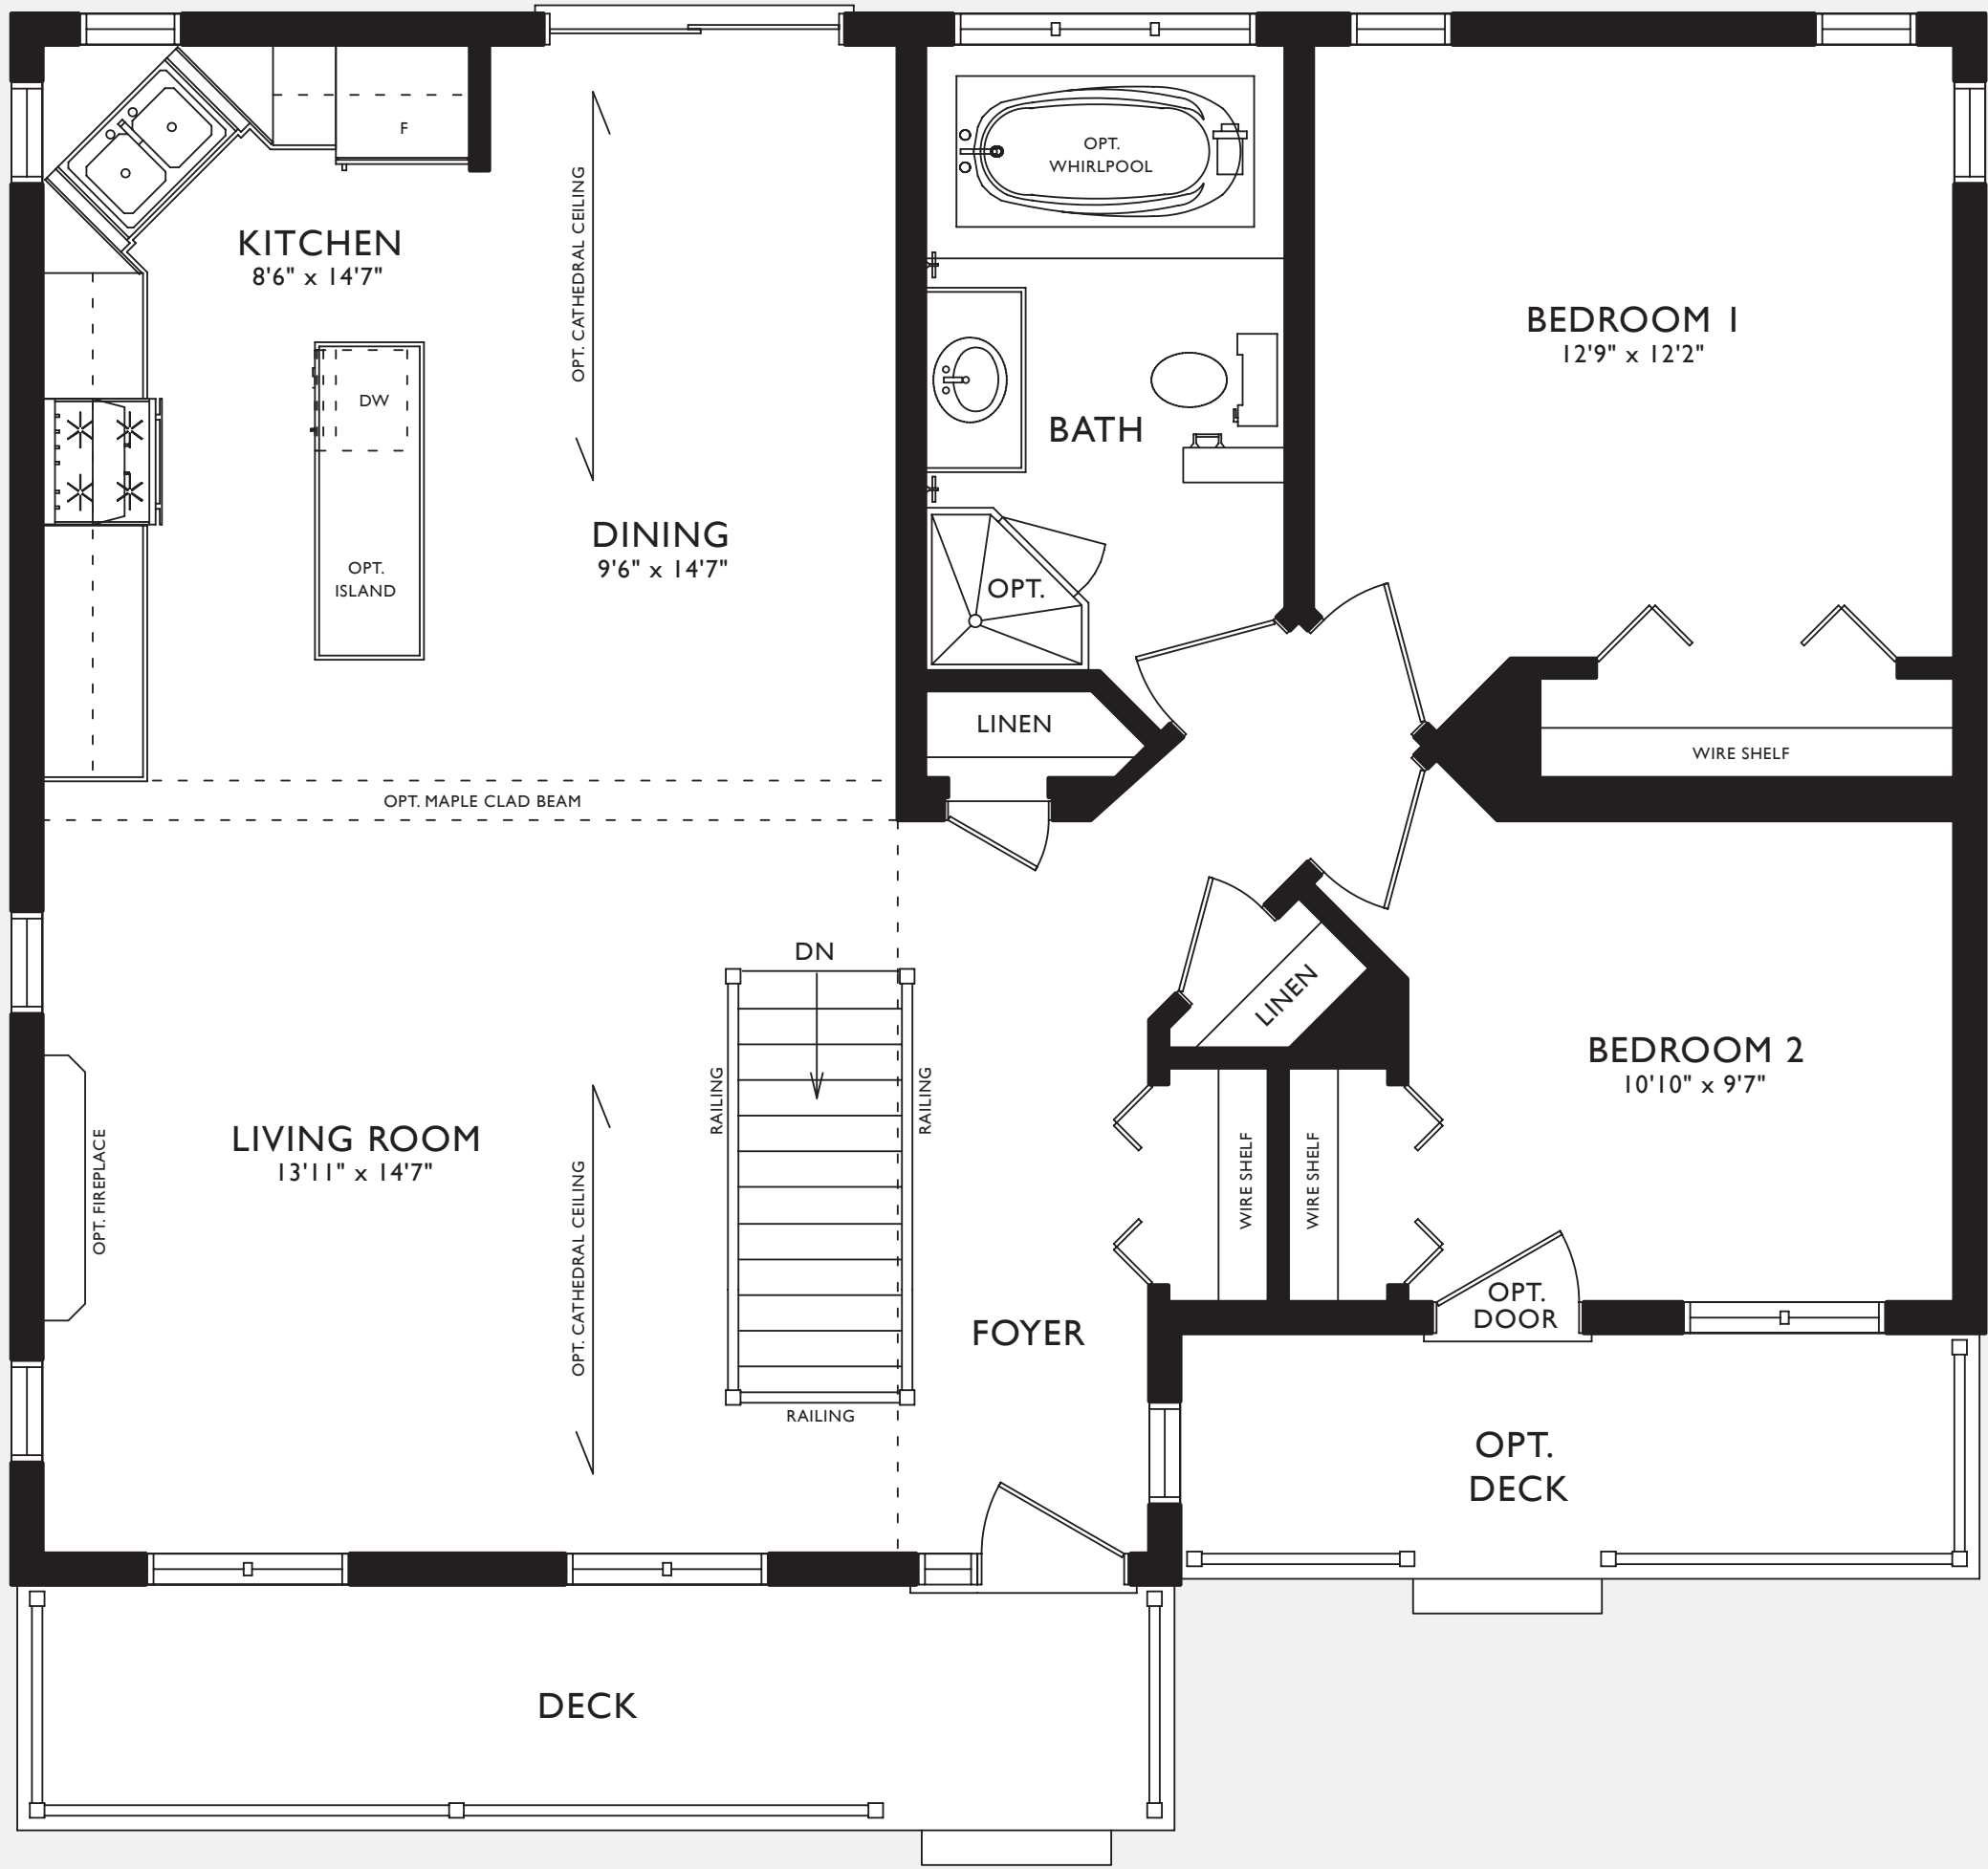 F
KITCHEN
8'6" x 14'7"
OPT. CATHEDRAL CEILING
OPT.
WHIRLPOOL
BEDROOM 1
12'9" x 12'2"
DW
BATH
DINING
9'6" x 14'7"
OPT.
ISLAND
OPT.
LINEN
WIRE SHELF
OPT. MAPLE CLAD BEAM
DN
LINEN
BEDROOM 2
10'10" x 9'7"
RAILING
RAILING
LIVING ROOM
13'11" x 14'7"
OPT. FIREPLACE
OPT. CATHEDRAL CEILING
WIRE SHELF
WIRE SHELF
OPT.
DOOR
FOYER
RAILING
OPT.
DECK
DECK